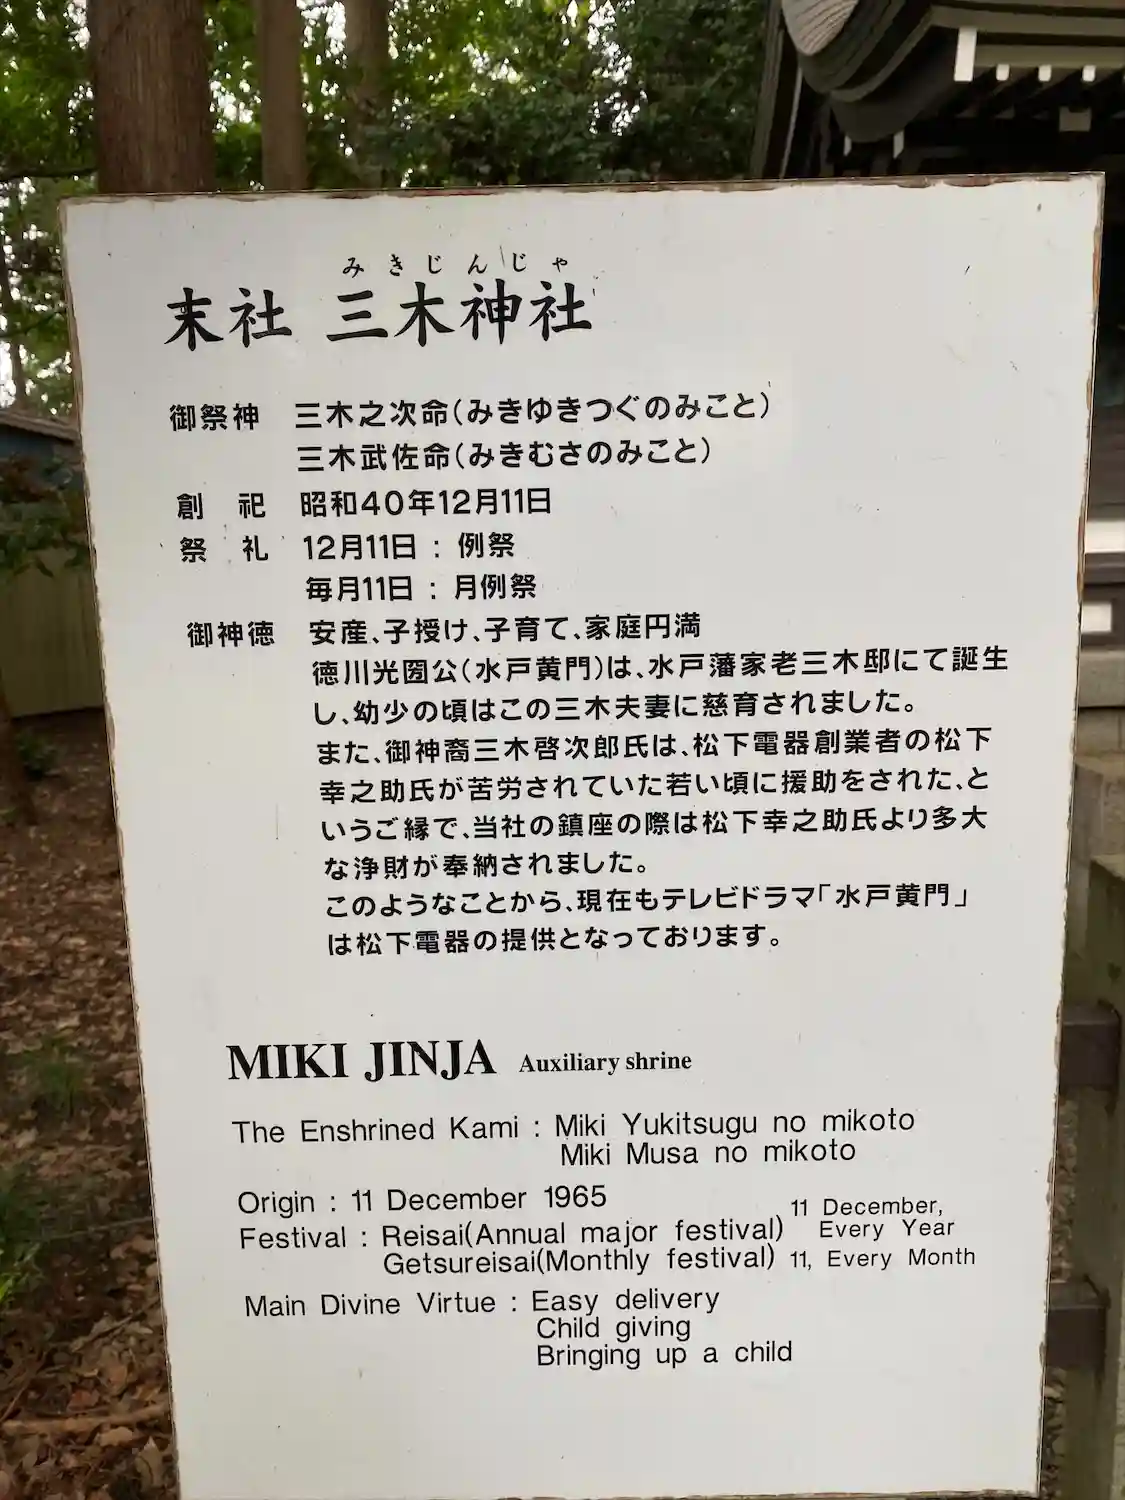 みきじんじゃ
末社 三木神社
御祭神 三木之次命(みきゆきつぐのみこと)
三木武佐命(みきむさのみこと)
創 祀 昭和40年12月11日
祭 礼 12月11日 : 例祭
毎月11日 : 月例祭
御神徳 安産、子授け、子育て、家庭円満
徳川光圀公(水戸黄門)は、水戸藩家老三木邸にて誕生
し、幼少の頃はこの三木夫妻に慈育されました。
また、御神裔三木啓次郎氏は、松下電器創業者の松下
幸之助氏が苦労されていた若い頃に援助をされた、と
いうご縁で、当社の鎮座の際は松下幸之助氏より多大
な浄財が奉納されました。
このようなことから、現在もテレビドラマ「水戸黄門」
は松下電器の提供となっております。
MIKI JINJA Auxiliary shrine
The Enshrined Kami : Miki Yukitsugu no mikoto
Miki Musa no mikoto
Origin : 11 December 1965
Festival : Reisai(Annual major festival) 11 December, Every Year
Getsureisai(Monthly festival) 11, Every Month
Main Divine Virtue : Easy delivery
Child giving
Bringing up a child